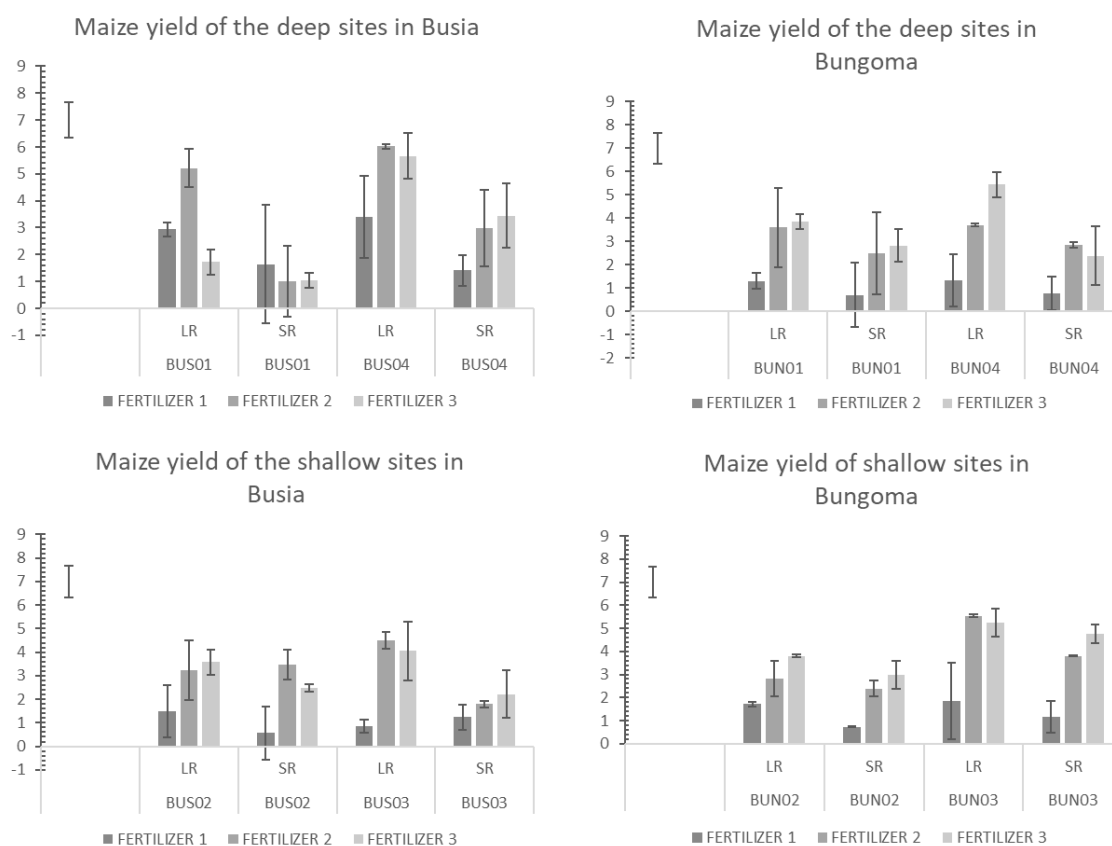 Maize yield of the deep sites in Busia
9
8
7
6
5
4
3
2
1
0
-1
LR SR LR SR
BUS01 BUS01 BUS04 BUS04
FERTILIZER 1 FERTILIZER 2 FERTILIZER 3
Maize yield of the deep sites in
Bungoma
9
8
7
6
5
4
3
2
1
0
-1
-2
LR SR LR SR
BUN01 BUN01 BUN04 BUN04
FERTILIZER 1 FERTILIZER 2 FERTILIZER 3
Maize yield of the shallow sites in
Busia
9
8
7
6
5
4
3
2
1
0
-1
LR SR LR SR
BUS02 BUS02 BUS03 BUS03
FERTILIZER 1 FERTILIZER 2 FERTILIZER 3
Maize yield of shallow sites in
Bungoma
9
8
7
6
5
4
3
2
1
0
LR SR LR SR
BUN02 BUN02 BUN03 BUN03
FERTILIZER 1 FERTILIZER 2 FERTILIZER 3